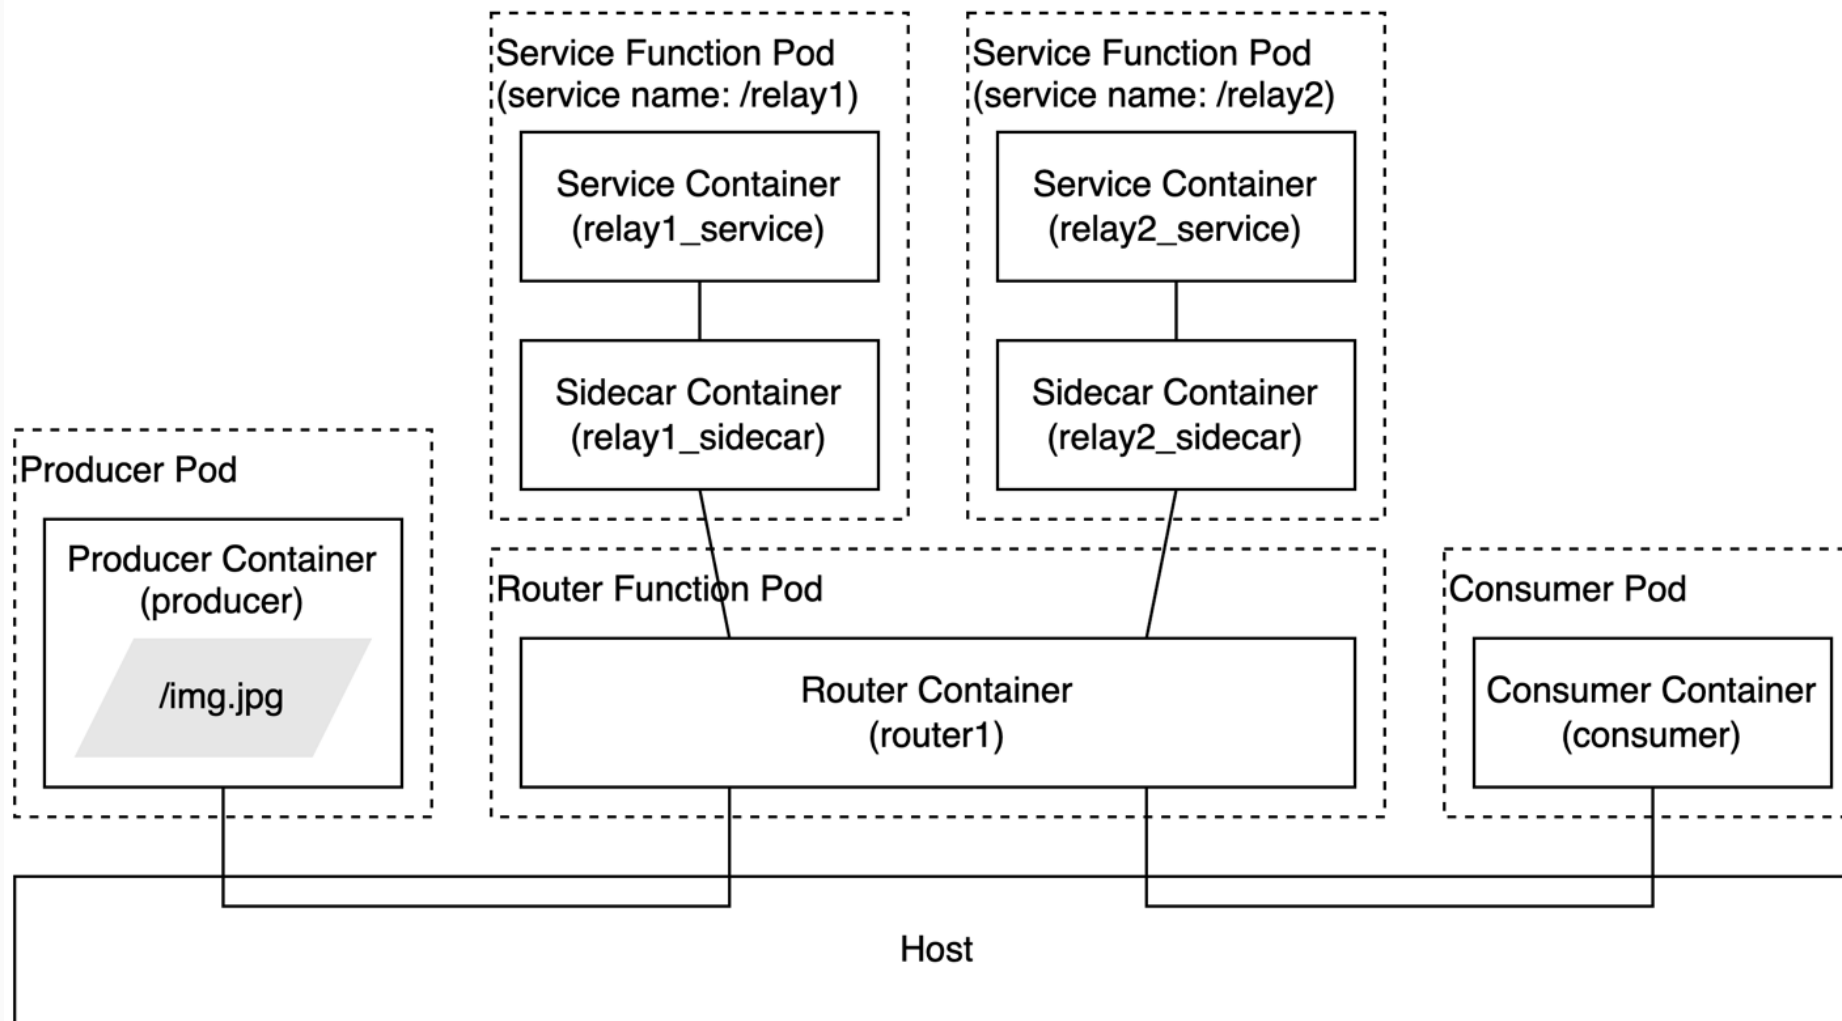 Service Function Pod
(service name: /relay1)
Service Container
(relay1_service)
Sidecar Container
(relay1_sidecar)
Service Function Pod
(service name: /relay2)
Service Container
(relay2_service)
Sidecar Container
(relay2_sidecar)
Producer Pod
Producer Container
(producer)
/img.jpg
Router Function Pod
Router Container
(router1)
Consumer Pod
Consumer Container
(consumer)
Host